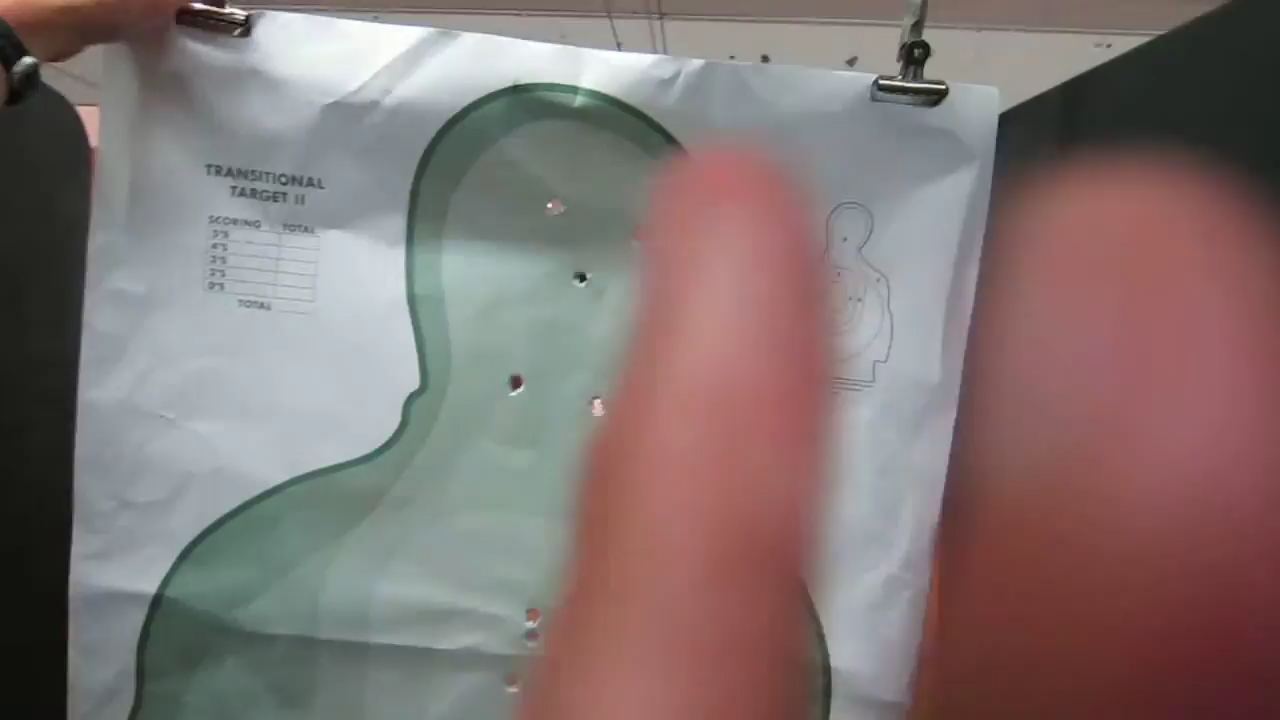 TRANSITIONAL
TARGET II
SCORING TOTAL
5'S
4'S
3'S
2'S
0'S
TOTAL